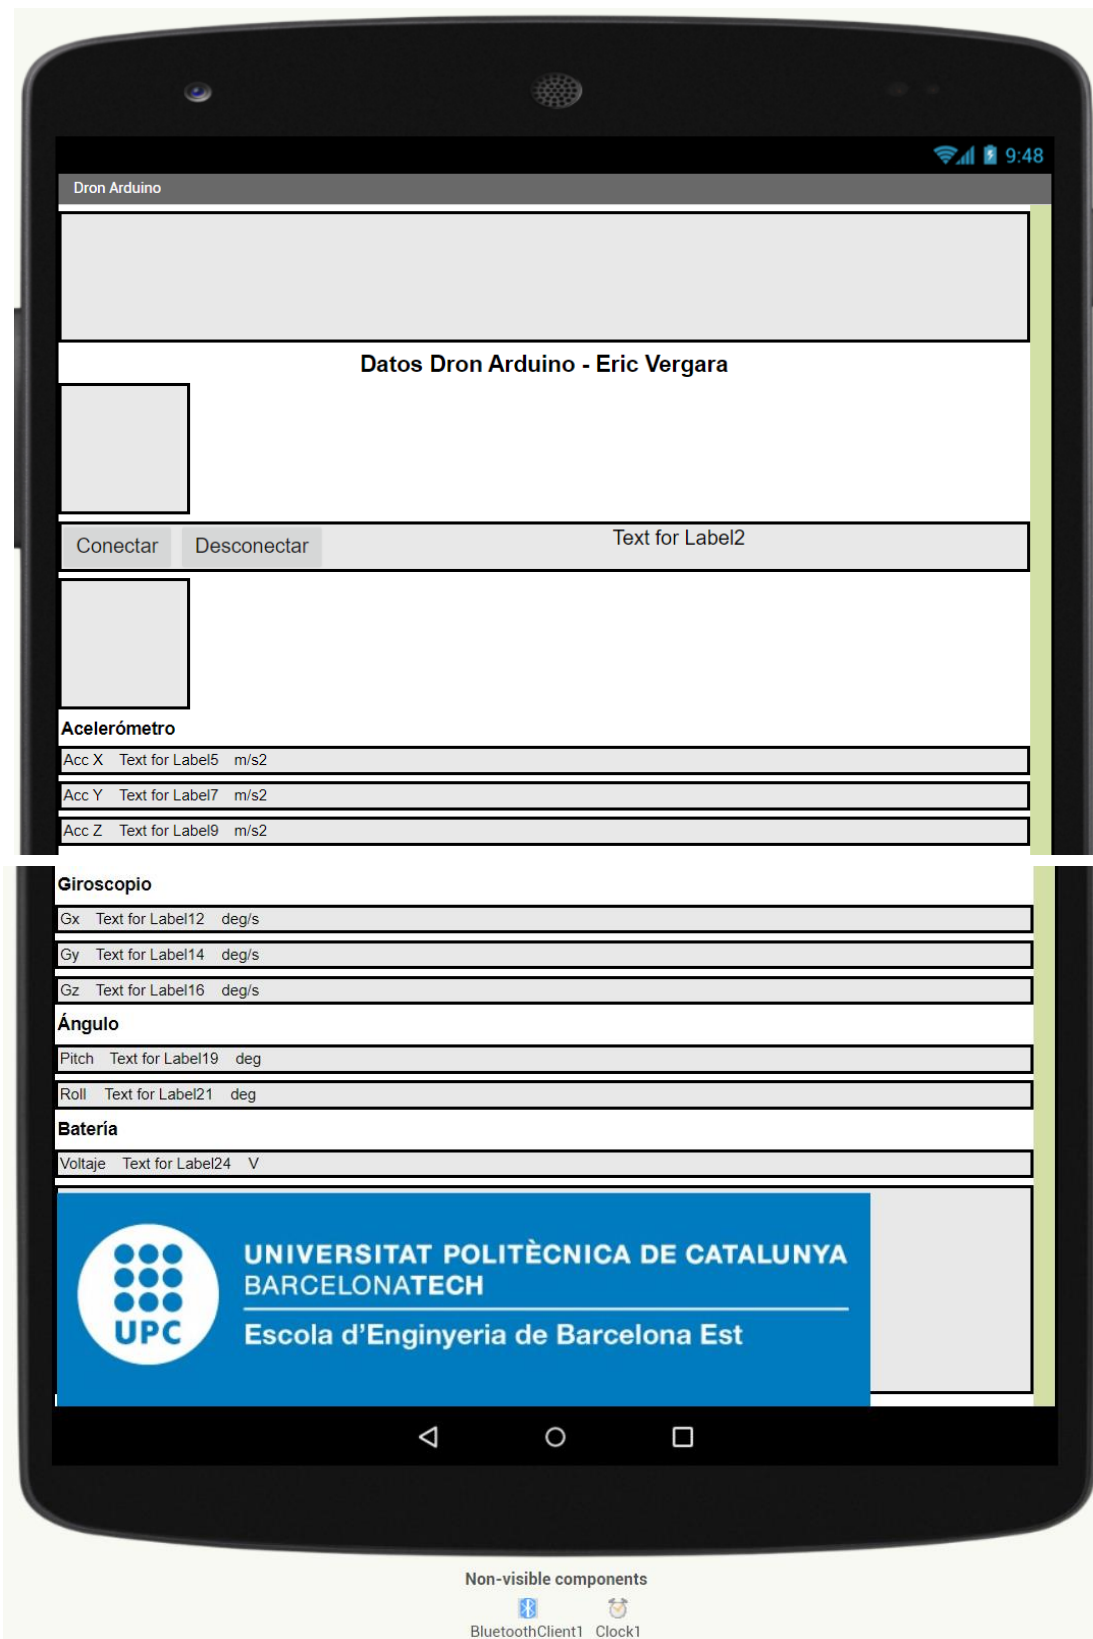 9:48
Dron Arduino
Datos Dron Arduino - Eric Vergara
Conectar Desconectar Text for Label2
Acelerómetro
Acc X Text for Label5 m/s2
Acc Y Text for Label7 m/s2
Acc Z Text for Label9 m/s2
Giroscopio
Gx Text for Label12 deg/s
Gy Text for Label14 deg/s
Gz Text for Label16 deg/s
Ángulo
Pitch Text for Label19 deg
Roll Text for Label21 deg
Batería
Voltaje Text for Label24 V
UPC
UNIVERSITAT POLITÈCNICA DE CATALUNYA
BARCELONATECH
Escola d'Enginyeria de Barcelona Est
Non-visible components
BluetoothClient1 Clock1